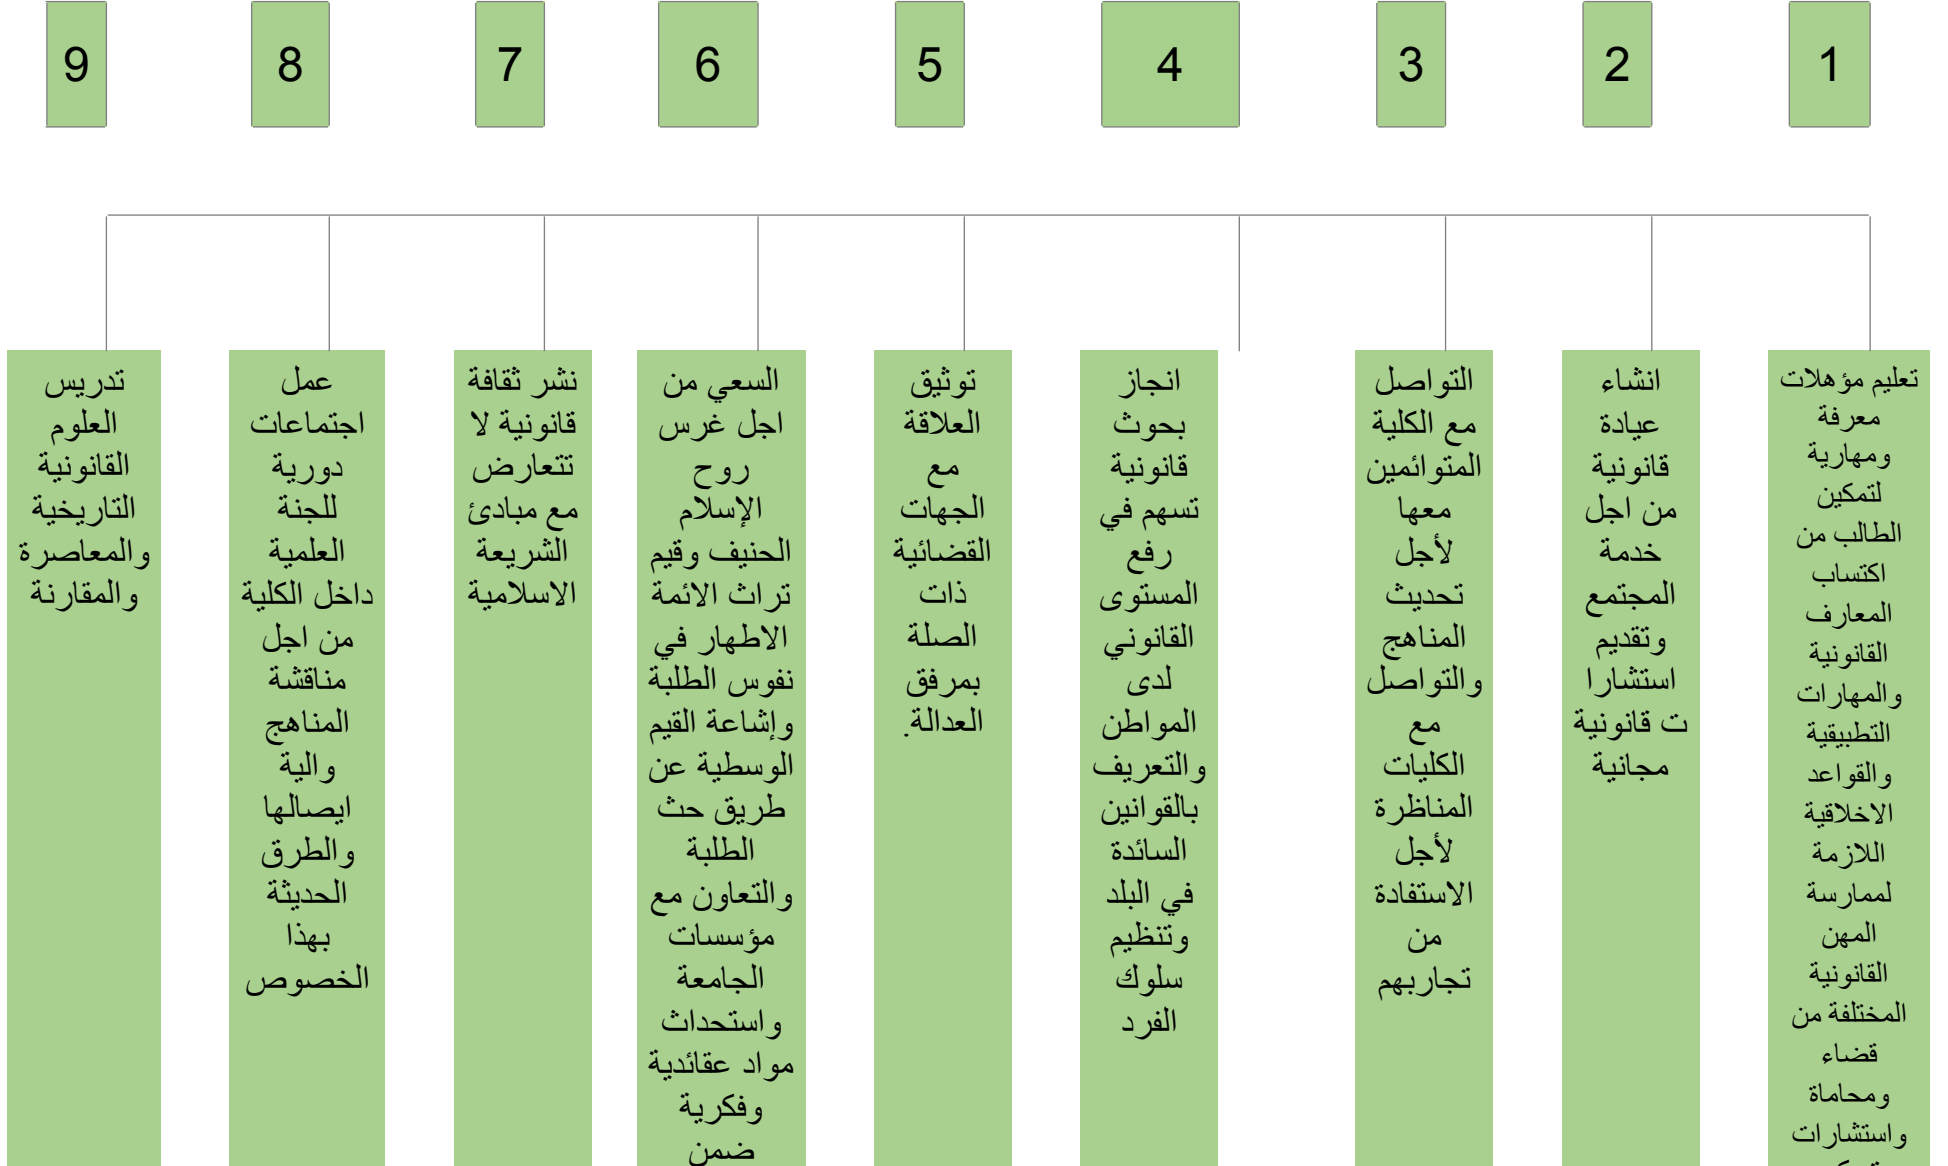 1
2
3
4
5
6
7
8
9
تعليم مؤهلات
معرفة
ومهارية
لتمكين
الطالب من
اكتساب
المعارف
القانونية
والمهارات
التطبيقية
والقواعد
الاخلاقية
اللازمة
لممارسة
المهن
القانونية
المختلفة من
قضاء
ومحاماة
واستشارات
انشاء
عيادة
قانونية
من اجل
خدمة
المجتمع
وتقديم
استشارا
ت قانونية
مجانية
التواصل
مع الكلية
المتوائمين
معها
لأجل
تحديث
المناهج
والتواصل
مع
الكليات
المناظرة
لأجل
الاستفادة
من
تجاربهم
انجاز
بحوث
قانونية
تسهم في
رفع
المستوى
القانوني
لدى
المواطن
والتعريف
بالقوانين
السائدة
في البلد
وتنظيم
سلوك
الفرد
توثيق
العلاقة
مع
الجهات
القضائية
ذات
الصلة
بمرفق
العدالة.
السعي من
اجل غرس
روح
الإسلام
الحنيف وقيم
تراث الائمة
الاطهار في
نفوس الطلبة
وإشاعة القيم
الوسطية عن
طريق حث
الطلبة
والتعاون مع
مؤسسات
الجامعة
واستحداث
مواد عقائدية
وفكرية
ضمن
نشر ثقافة
قانونية لا
تتعارض
مع مبادئ
الشريعة
الاسلامية
عمل
اجتماعات
دورية
للجنة
العلمية
داخل الكلية
من اجل
مناقشة
المناهج
والية
ايصالها
والطرق
الحديثة
بهذا
الخصوص
تدريس
العلوم
القانونية
التاريخية
والمعاصرة
والمقارنة